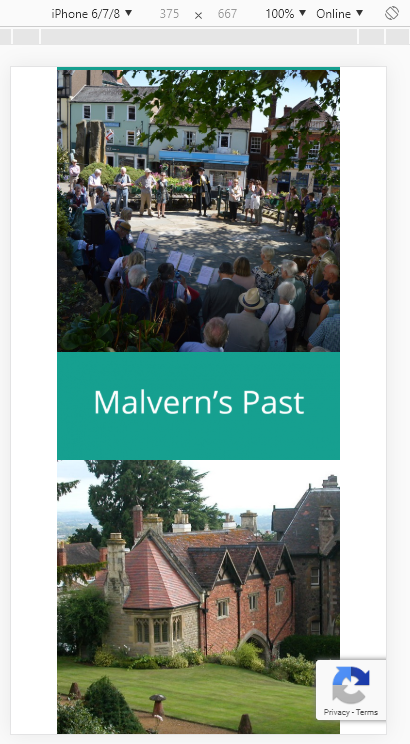 iPhone 6/7/8 ▼ 375 x 667 100% ▼ Online ▼
Malvern's Past
Privacy - Terms